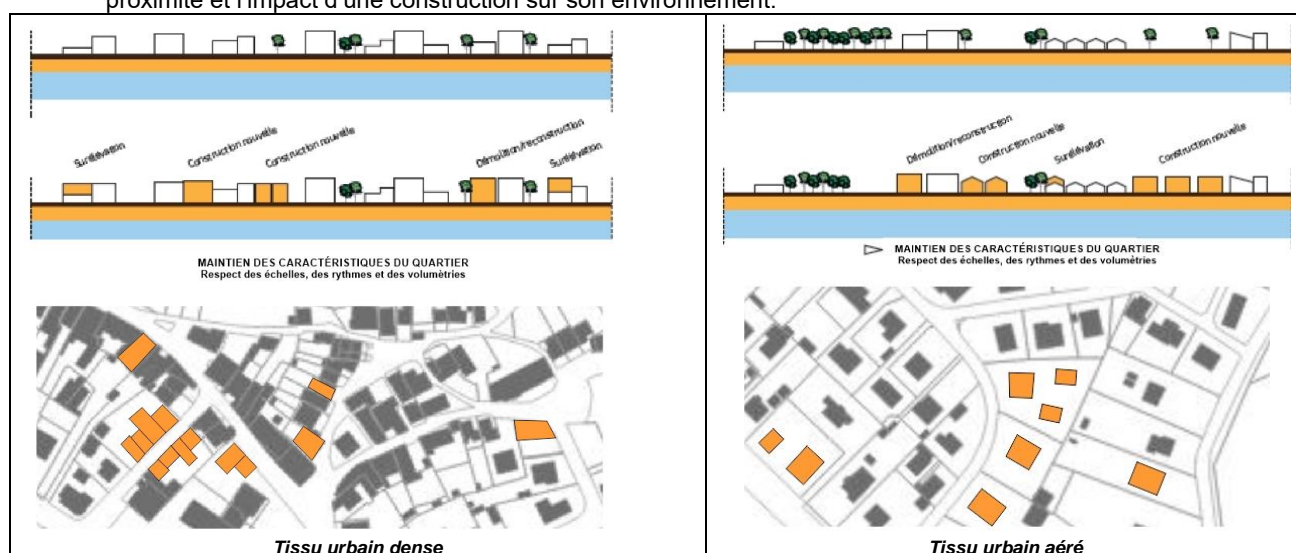 proximité et l'impact d'une construction sur son environnement.
Surélévation
Construction nouvelle
Construction nouvelle
Démolition/reconstruction
Surélévation
MAINTIEN DES CARACTÉRISTIQUES DU QUARTIER
Respect des échelles, des rythmes et des volumètries
Tissu urbain dense
Démolition/reconstruction
Construction nouvelle
Surélévation
Construction nouvelle
MAINTIEN DES CARACTÉRISTIQUES DU QUARTIER
Respect des échelles, des rythmes et des volumètries
Tissu urbain aéré